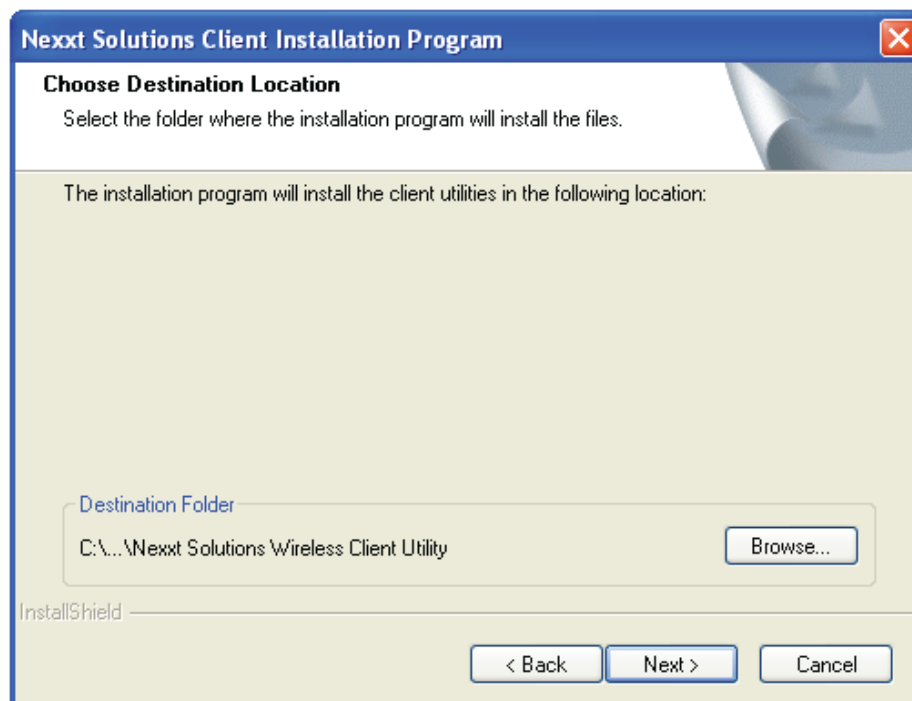 Nexxt Solutions Client Installation Program
Choose Destination Location
Select the folder where the installation program will install the files.
The installation program will install the client utilities in the following location:
Destination Folder
C:\...\Nexxt Solutions Wireless Client Utility
Browse...
InstallShield
< Back
Next >
Cancel